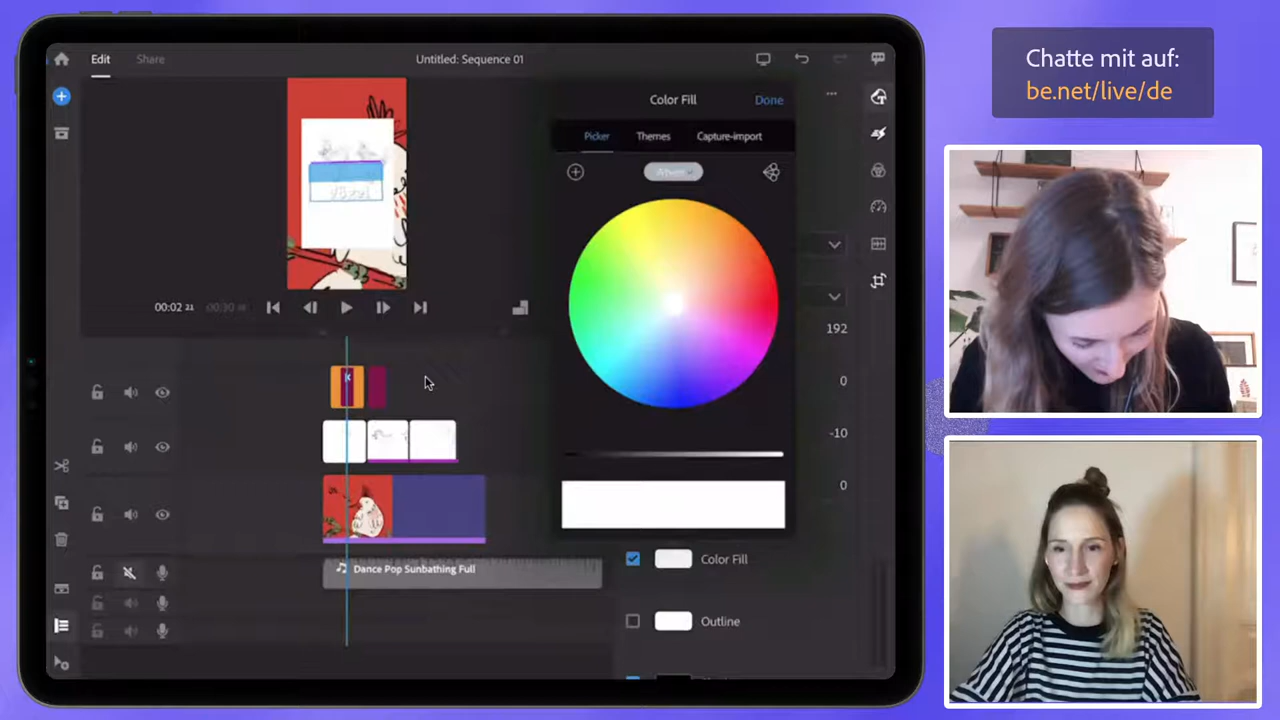 Edit
Share
Untitled: Sequence 01
Color Fill
Done
Picker
Themes
Capture-import
192
0
-10
0
00:02 21
Dance Pop Sunbathing Full
Color Fill
Outline
Chatte mit auf:
be.net/live/de